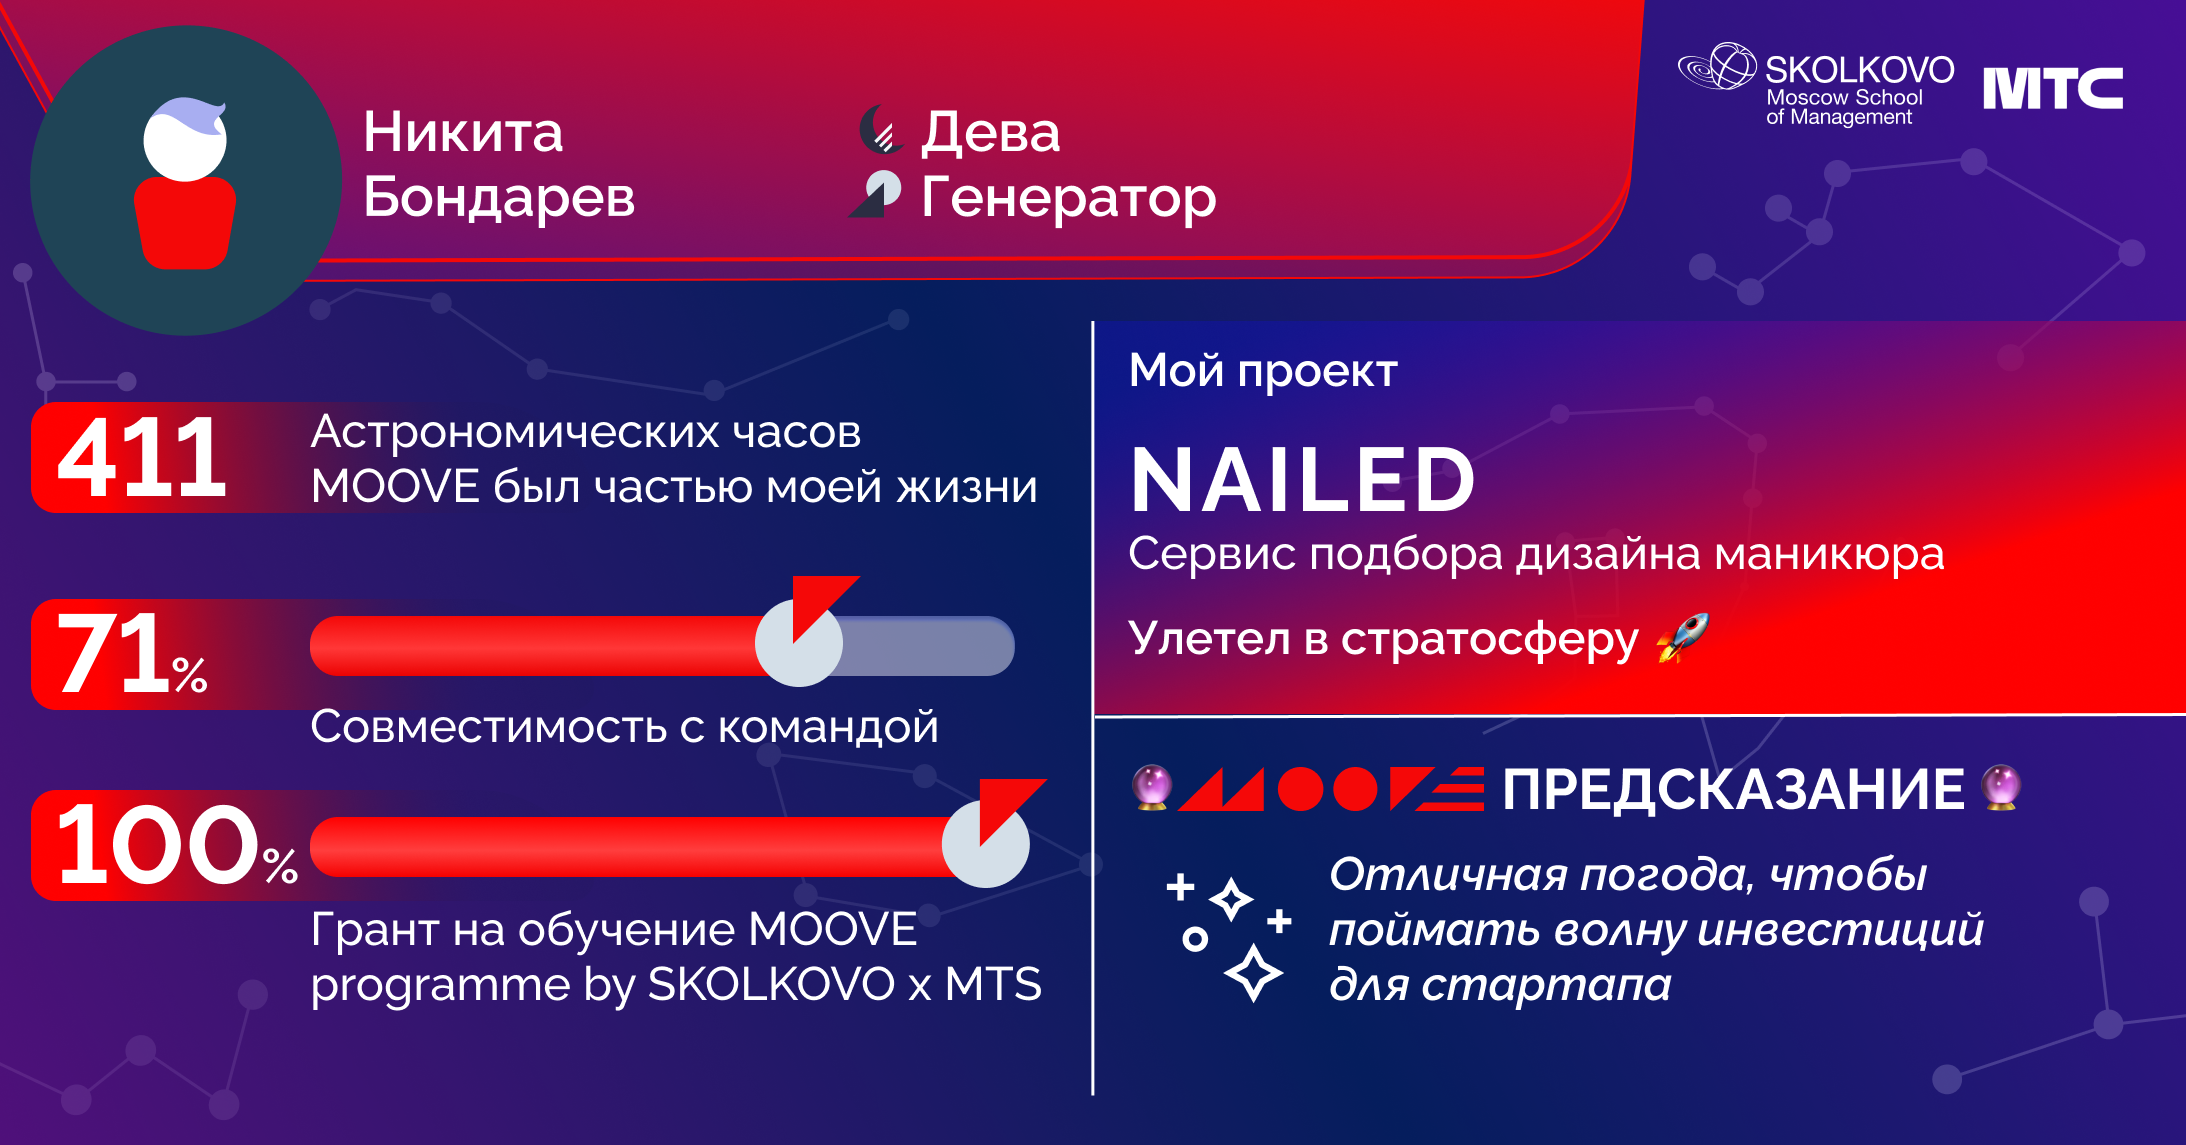 Никита
Бондарев
Дева
Генератор
SKOLKOVO
Moscow School
of Management
МТС
411
Астрономических часов
MOOVE был частью моей жизни
71%
Совместимость с командой
100%
Грант на обучение MOOVE
programme by SKOLKOVO x MTS
Мой проект
NAILED
Сервис подбора дизайна маникюра
Улетел в стратосферу 🚀
🔮 MOOVE ПРЕДСКАЗАНИЕ 🔮
Отличная погода, чтобы
поймать волну инвестиций
для стартапа